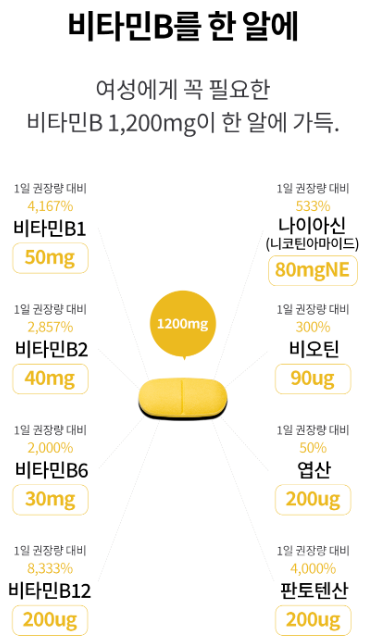 비타민B를 한 알에
여성에게 꼭 필요한
비타민B 1,200mg이 한 알에 가득.
1일 권장량 대비
4,167%
비타민B1
50mg
1일 권장량 대비
533%
나이아신
(니코틴아마이드)
80mgNE
1200mg
1일 권장량 대비
2,857%
비타민B2
40mg
1일 권장량 대비
300%
비오틴
90ug
1일 권장량 대비
2,000%
비타민B6
30mg
1일 권장량 대비
50%
엽산
200ug
1일 권장량 대비
8,333%
비타민B12
200ug
1일 권장량 대비
4,000%
판토텐산
200ug